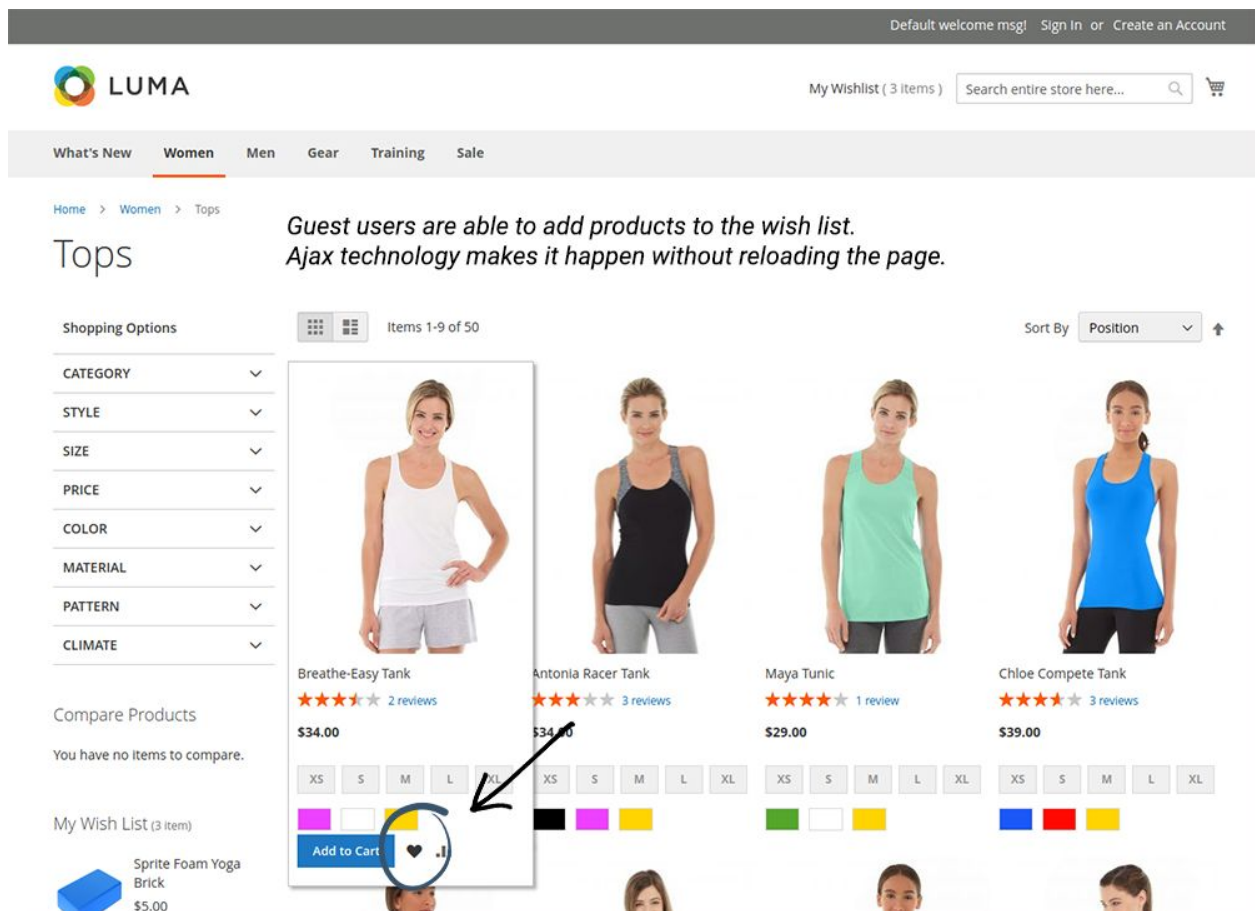 Default welcome msg! Sign In or Create an Account
LUMA
My Wishlist ( 3 items )
Search entire store here...
What's New Women Men Gear Training Sale
Home > Women > Tops
Guest users are able to add products to the wish list.
Ajax technology makes it happen without reloading the page.
Tops
Shopping Options
Items 1-9 of 50
Sort By Position
CATEGORY
STYLE
SIZE
PRICE
COLOR
MATERIAL
PATTERN
CLIMATE
Breathe-Easy Tank
2 reviews
$34.00
XS S M L XL
Add to Cart
Antonia Racer Tank
3 reviews
$34.00
XS S M L XL
Maya Tunic
1 review
$29.00
XS S M L XL
Chloe Compete Tank
3 reviews
$39.00
XS S M L XL
Compare Products
You have no items to compare.
My Wish List (3 item)
Sprite Foam Yoga
Brick
$5.00